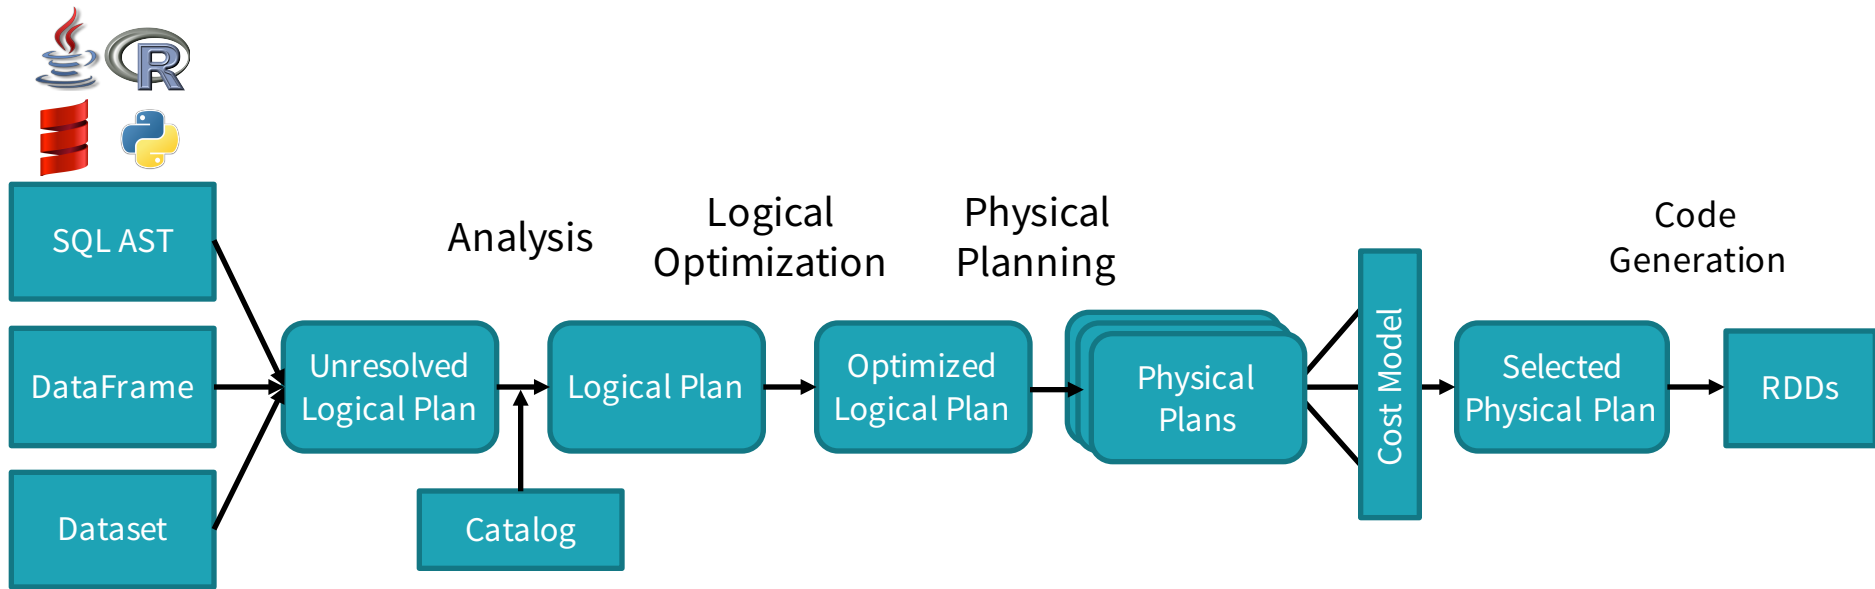 R
SQL AST
DataFrame
Dataset
Analysis
Unresolved
Logical Plan
Catalog
Logical Plan
Logical
Optimization
Optimized
Logical Plan
Physical
Planning
Physical
Plans
Cost Model
Selected
Physical Plan
Code
Generation
RDDs